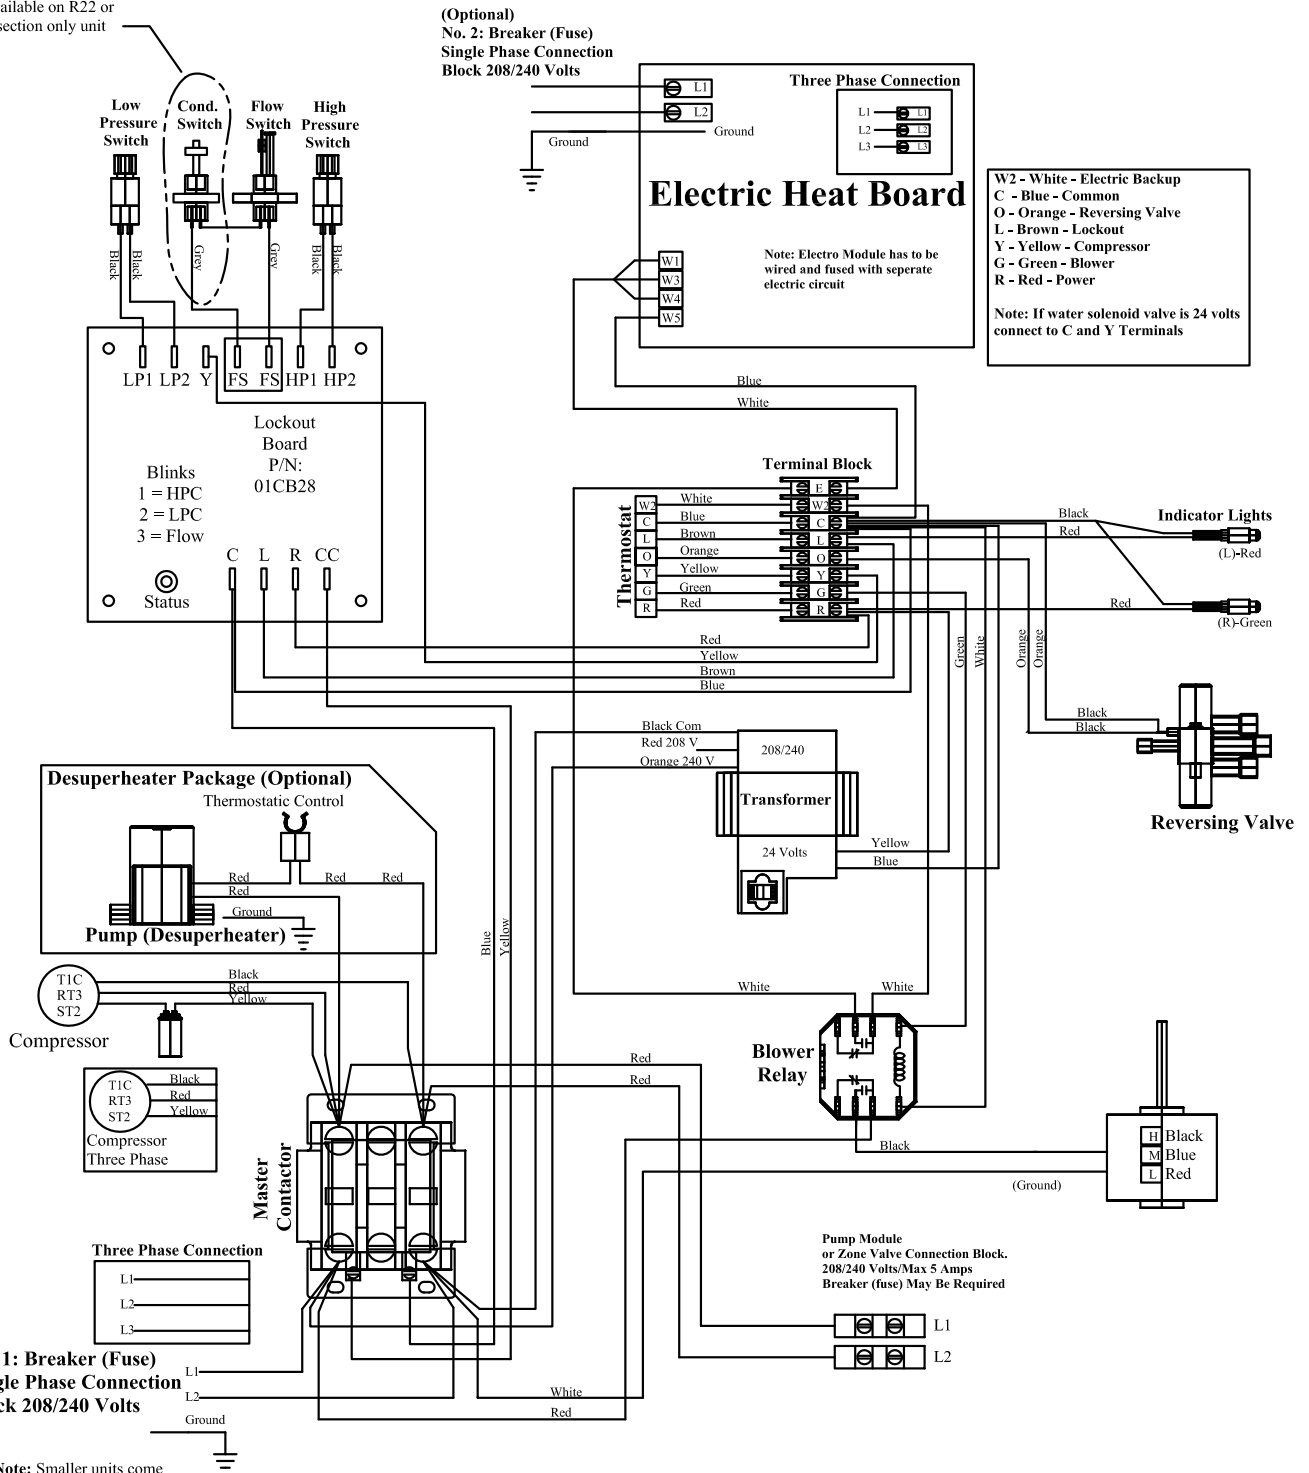 ailable on R22 or
section only unit
(Optional)
No. 2: Breaker (Fuse)
Single Phase Connection
Block 208/240 Volts
L1
L2
Ground
Ground
Three Phase Connection
L1
L1
L2
L2
L3
L3
Electric Heat Board
Note: Electro Module has to be
wired and fused with seperate
electric circuit
W1
W3
W4
W5
W2 - White - Electric Backup
C - Blue - Common
O - Orange - Reversing Valve
L - Brown - Lockout
Y - Yellow - Compressor
G - Green - Blower
R - Red - Power
Note: If water solenoid valve is 24 volts
connect to C and Y Terminals
Low
Pressure
Switch
Cond.
Switch
Flow
Switch
High
Pressure
Switch
Black
Black
Grey
Grey
Black
Black
LP1 LP2 Y FS FS HP1 HP2
Lockout
Board
P/N:
01CB28
Blinks
1 = HPC
2 = LPC
3 = Flow
C L R CC
Status
Blue
White
Terminal Block
Thermostat
W2
C
L
O
Y
G
R
White
Blue
Brown
Orange
Yellow
Green
Red
E
W2
C
L
O
Y
G
R
Black
Red
Indicator Lights
(L)-Red
Red
(R)-Green
Red
Yellow
Brown
Blue
Green
White
Orange
Orange
Black
Black
Reversing Valve
Black Com
Red 208 V
Orange 240 V
208/240
Transformer
24 Volts
Yellow
Blue
Desuperheater Package (Optional)
Thermostatic Control
Red
Red
Red
Red
Ground
Pump (Desuperheater)
Blue
Yellow
T1C
RT3
ST2
Black
Red
Yellow
Compressor
T1C
RT3
ST2
Black
Red
Yellow
Compressor
Three Phase
White
White
Blower
Relay
Red
Red
Black
(Ground)
H Black
M Blue
L Red
Master
Contactor
Three Phase Connection
L1
L2
L3
1: Breaker (Fuse)
gle Phase Connection
ck 208/240 Volts
L1
L2
Ground
White
Red
Pump Module
or Zone Valve Connection Block.
208/240 Volts/Max 5 Amps
Breaker (fuse) May Be Required
L1
L2
Note: Smaller units come